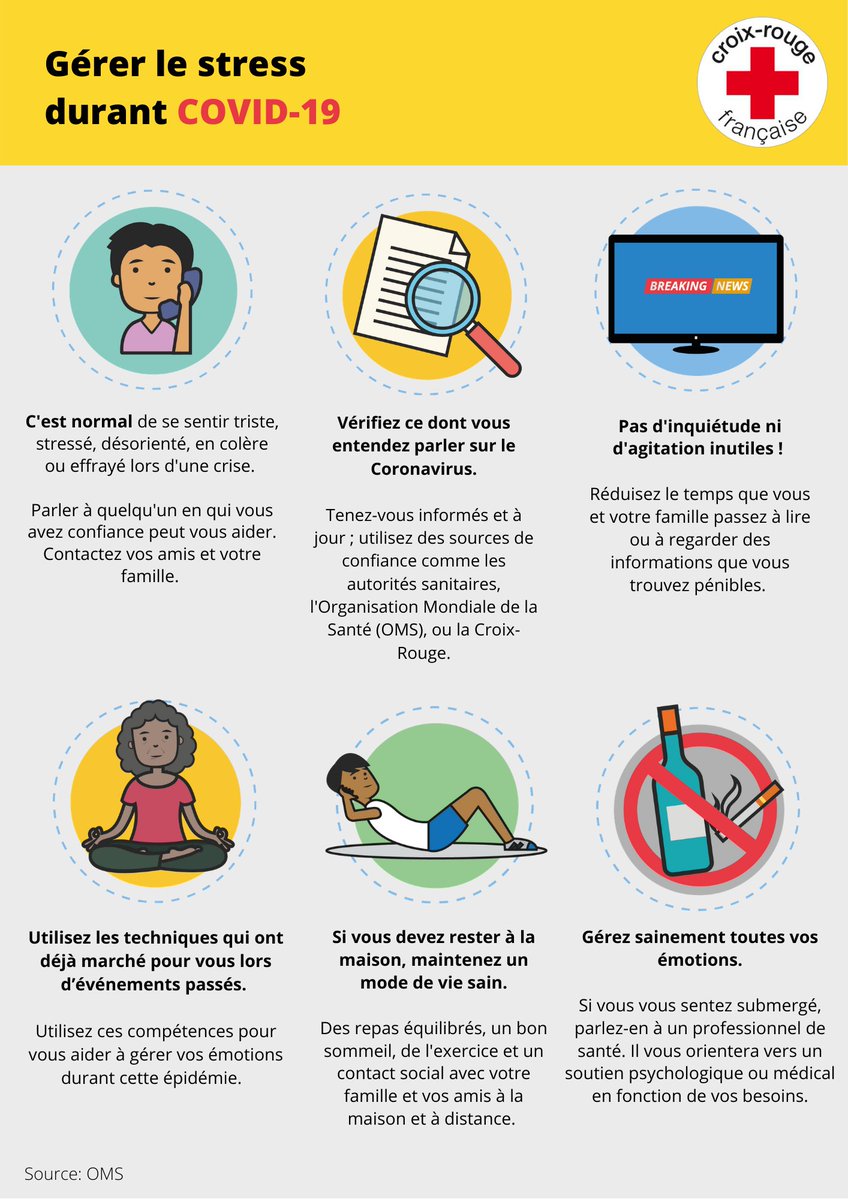 Gérer le stress
durant COVID-19
croix-rouge
française
C'est normal de se sentir triste,
stressé, désorienté, en colère
ou effrayé lors d'une crise.
Parler à quelqu'un en qui vous
avez confiance peut vous aider.
Contactez vos amis et votre
famille.
Vérifiez ce dont vous
entendez parler sur le
Coronavirus.
Tenez-vous informés et à
jour ; utilisez des sources de
confiance comme les
autorités sanitaires,
l'Organisation Mondiale de la
Santé (OMS), ou la Croix-
Rouge.
BREAKING NEWS
Pas d'inquiétude ni
d'agitation inutiles !
Réduisez le temps que vous
et votre famille passez à lire
ou à regarder des
informations que vous
trouvez pénibles.
Utilisez les techniques qui ont
déjà marché pour vous lors
d’événements passés.
Utilisez ces compétences pour
vous aider à gérer vos émotions
durant cette épidémie.
Si vous devez rester à la
maison, maintenez un
mode de vie sain.
Des repas équilibrés, un bon
sommeil, de l'exercice et un
contact social avec votre
famille et vos amis à la
maison et à distance.
Gérez sainement toutes vos
émotions.
Si vous vous sentez submergé,
parlez-en à un professionnel de
santé. Il vous orientera vers un
soutien psychologique ou médical
en fonction de vos besoins.
Source: OMS